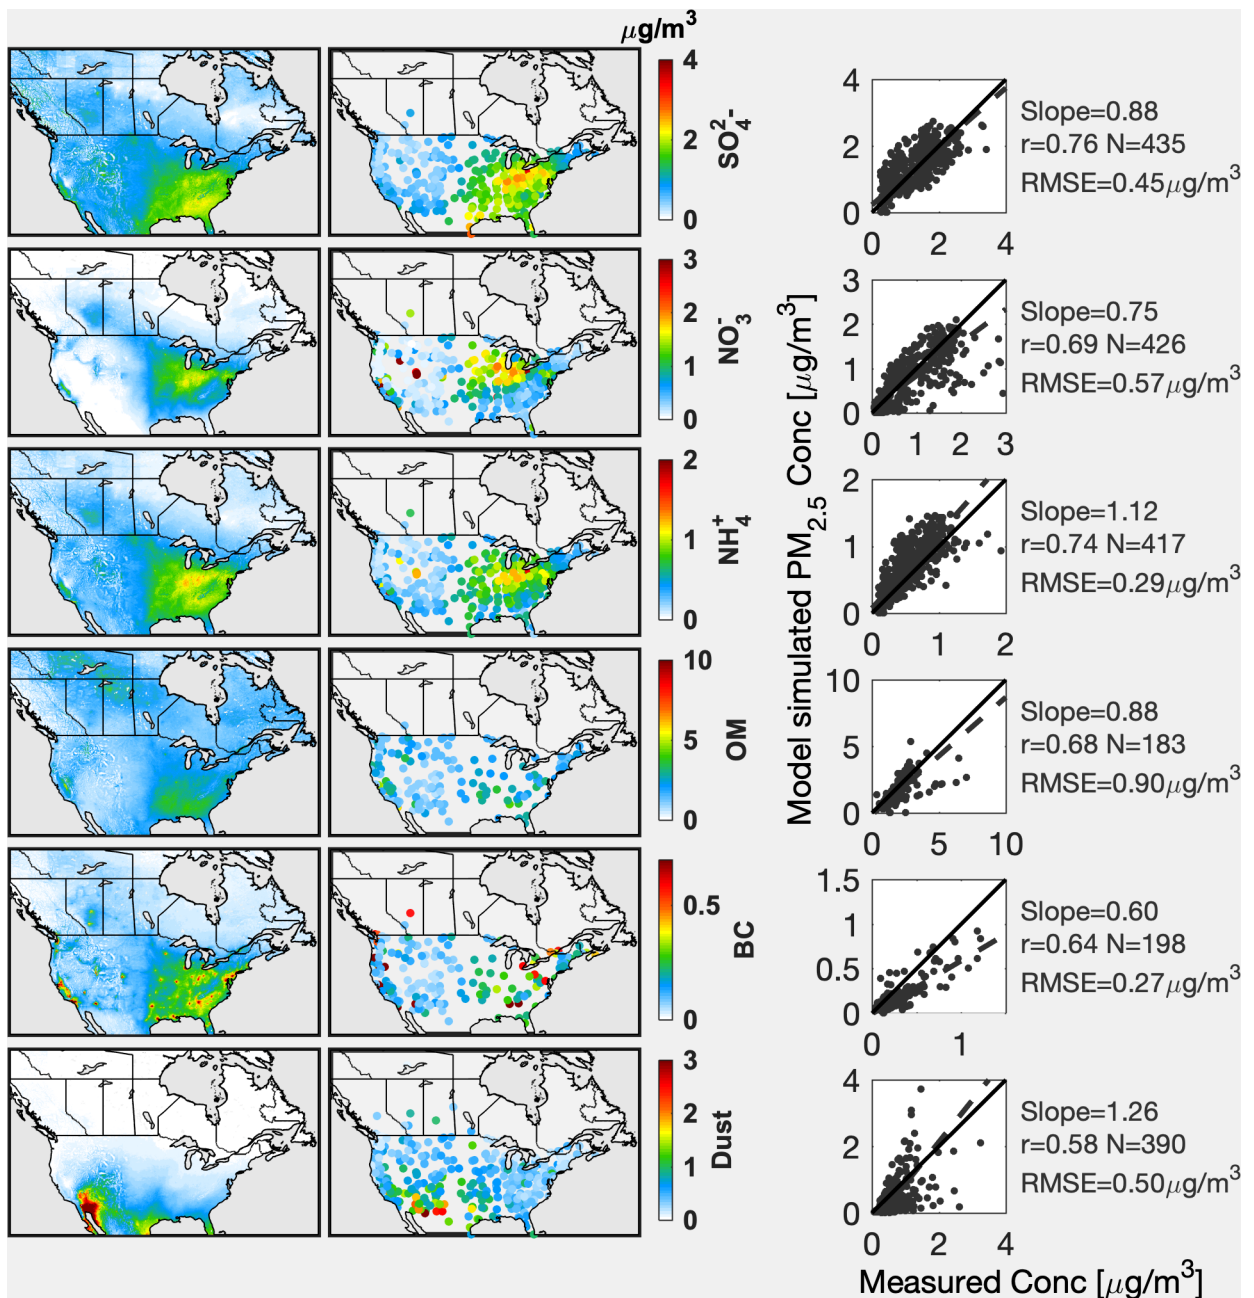 μg/m³
4
2
0
SO₄²⁻
4
2
0
0
2
4
Slope=0.88
r=0.76 N=435
RMSE=0.45μg/m³
3
2
1
0
NO₃⁻
3
2
1
0
0
1
2
3
Slope=0.75
r=0.69 N=426
RMSE=0.57μg/m³
2
1
0
NH₄⁺
2
1
0
0
1
2
Slope=1.12
r=0.74 N=417
RMSE=0.29μg/m³
10
5
0
OM
10
5
0
0
5
10
Slope=0.88
r=0.68 N=183
RMSE=0.90μg/m³
0.5
0
BC
1.5
1
0.5
0
0
1
Slope=0.60
r=0.64 N=198
RMSE=0.27μg/m³
3
2
1
0
Dust
4
2
0
0
2
4
Slope=1.26
r=0.58 N=390
RMSE=0.50μg/m³
Model simulated PM₂.₅ Conc [μg/m³]
Measured Conc [μg/m³]